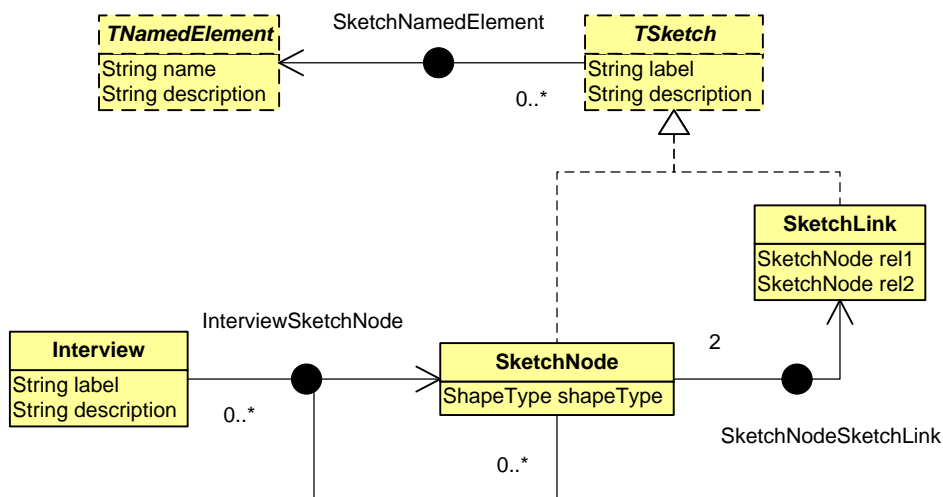 SketchNamedElement
TNamedElement
String name
String description
TSketch
String label
String description
0..*
SketchLink
SketchNode rel1
SketchNode rel2
InterviewSketchNode
Interview
String label
String description
0..*
SketchNode
ShapeType shapeType
2
SketchNodeSketchLink
0..*